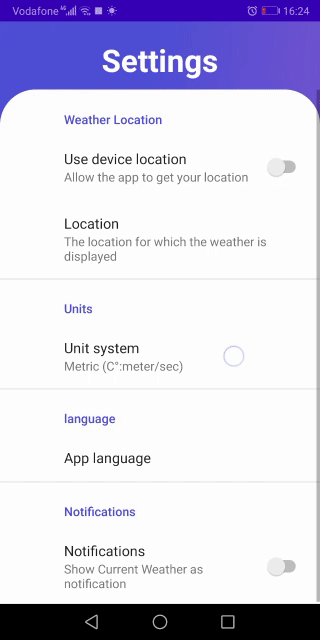 Vodafone 4G 16:24
Settings
Weather Location
Use device location
Allow the app to get your location
Location
The location for which the weather is
displayed
Units
Unit system
Metric (C°:meter/sec)
language
App language
Notifications
Notifications
Show Current Weather as
notification